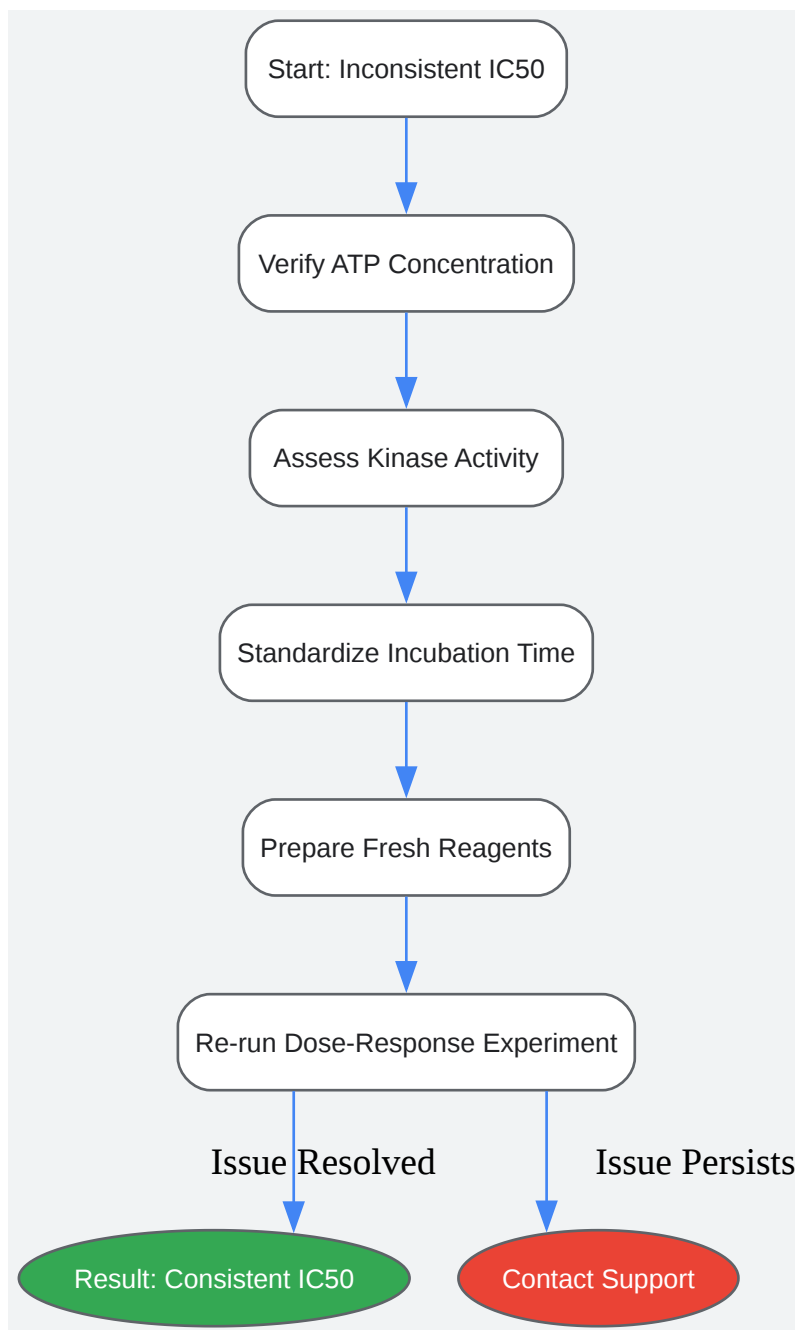 Start: Inconsistent IC50
Verify ATP Concentration
Assess Kinase Activity
Standardize Incubation Time
Prepare Fresh Reagents
Re-run Dose-Response Experiment
Issue Resolved
Issue Persists
Result: Consistent IC50
Contact Support